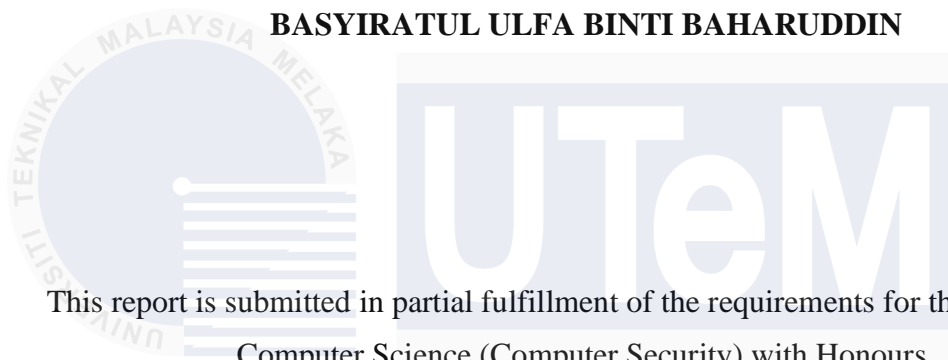 BASYIRATUL ULFA BINTI BAHARUDDIN
UNIVERSITI TEKNIKAL MALAYSIA MELAKA
UTeM
This report is submitted in partial fulfillment of the requirements for
Computer Science (Computer Security) with Honours